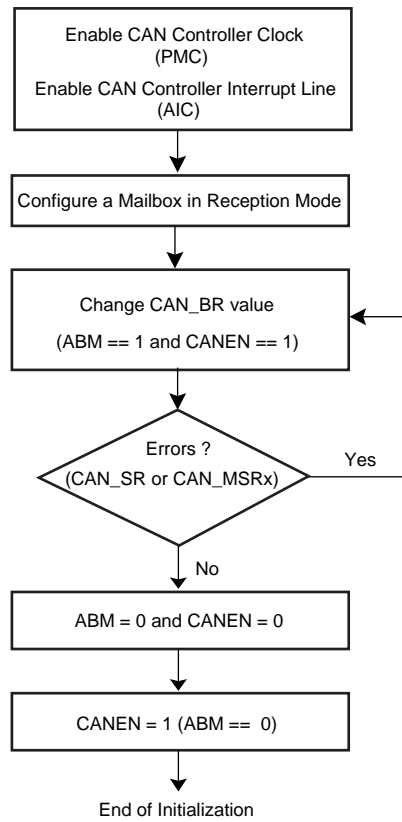 Enable CAN Controller Clock
(PMC)
Enable CAN Controller Interrupt Line
(AIC)
Configure a Mailbox in Reception Mode
Change CAN_BR value
(ABM == 1 and CANEN == 1)
Errors ?
(CAN_SR or CAN_MSRx)
Yes
No
ABM = 0 and CANEN = 0
CANEN = 1 (ABM == 0)
End of Initialization